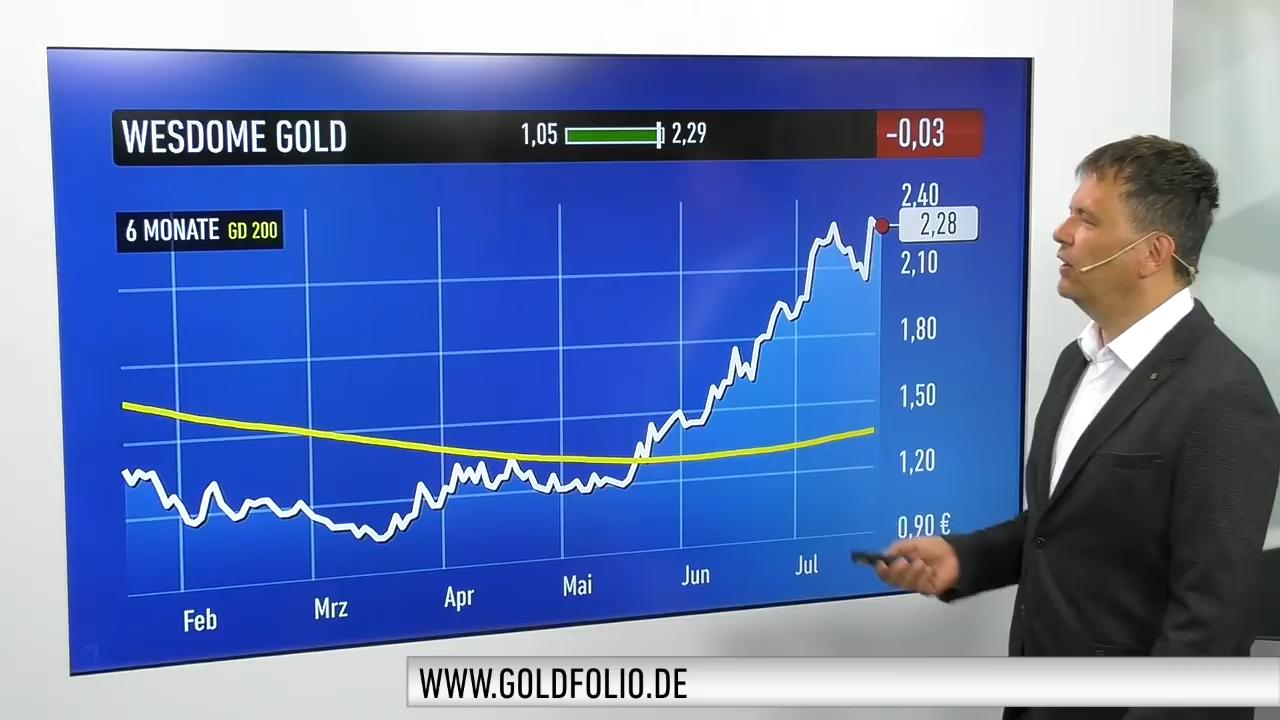 WESDOME GOLD 1,05 2,29 -0,03
6 MONATE GD 200
2,40
2,28
2,10
1,80
1,50
1,20
0,90 €
Feb Mrz Apr Mai Jun Jul
WWW.GOLDFOLIO.DE